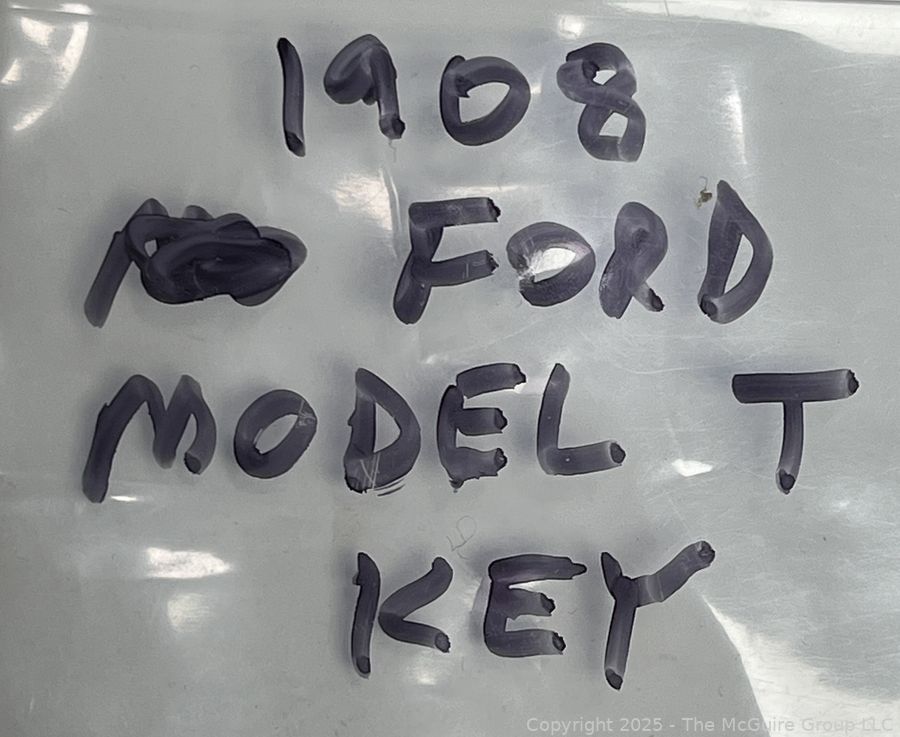 1908
FORD
MODEL T
KEY
Copyright 2025 - The McGuire Group LLC